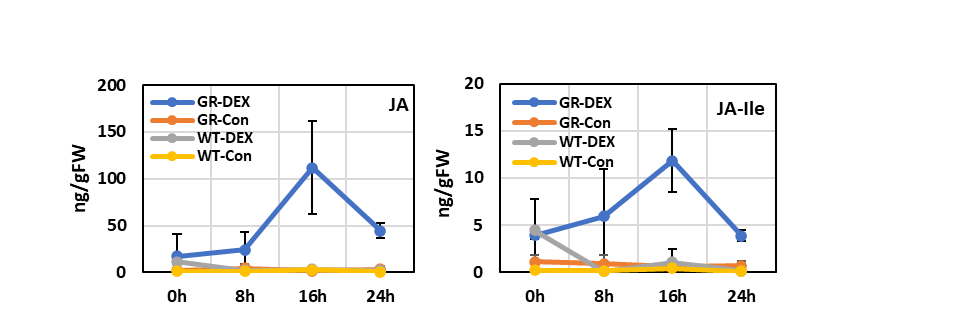 200
150
100
50
0
ng/gFW
GR-DEX
GR-Con
WT-DEX
WT-Con
JA
0h 8h 16h 24h
20
15
10
5
0
ng/gFW
GR-DEX
GR-Con
WT-DEX
WT-Con
JA-Ile
0h 8h 16h 24h